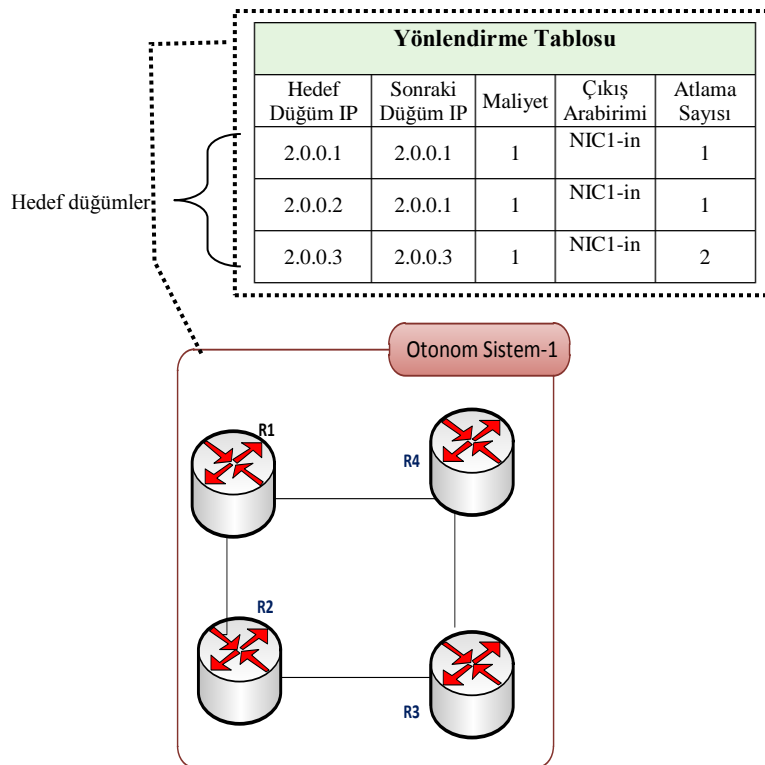 Yönlendirme Tablosu
Hedef Düğüm IP Sonraki Düğüm IP Maliyet Çıkış Arabirimi Atlama Sayısı
2.0.0.1 2.0.0.1 1 NIC1-in 1
2.0.0.2 2.0.0.1 1 NIC1-in 1
2.0.0.3 2.0.0.3 1 NIC1-in 2
Hedef düğümler
Otonom Sistem-1
R1
R4
R2
R3